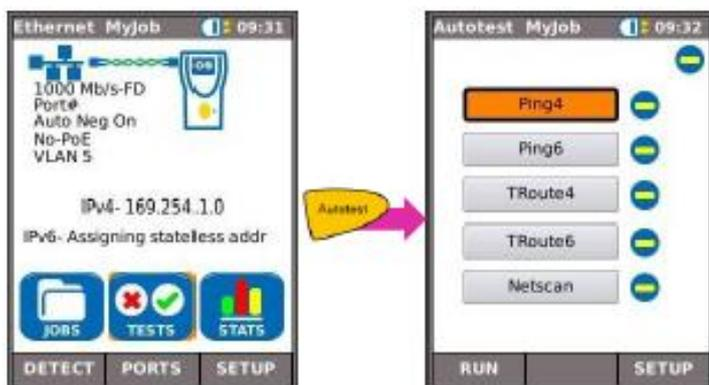 Ethernet MyJob 09:31
ON
1000 Mb/s-FD
Port#
Auto Neg On
No-PoE
VLAN 5
IPv4- 169.254.1.0
IPv6- Assigning statelless addr
JOBS TESTS STATS
DETECT PORTS SETUP
Autotest
Autotest MyJob 09:32
Ping4
Ping6
TRoute4
TRoute6
Netscan
RUN SETUP